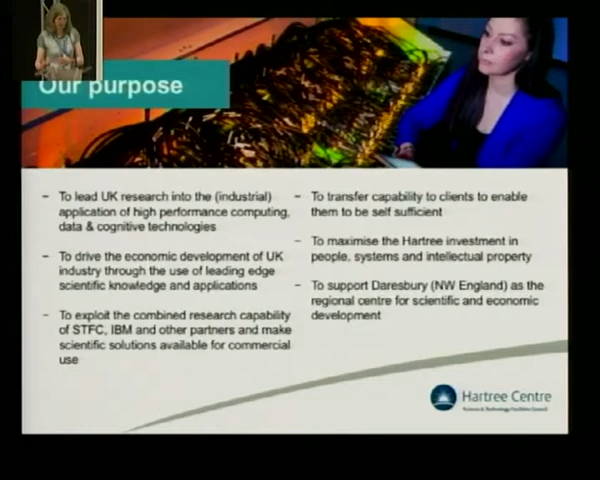 Our purpose
– To lead UK research into the (industrial)
application of high performance computing,
data & cognitive technologies
– To drive the economic development of UK
industry through the use of leading edge
scientific knowledge and applications
– To exploit the combined research capability
of STFC, IBM and other partners and make
scientific solutions available for commercial
use
– To transfer capability to clients to enable
them to be self sufficient
– To maximise the Hartree investment in
people, systems and intellectual property
– To support Daresbury (NW England) as the
regional centre for scientific and economic
development
Hartree Centre
Science & Technology Facilities Council